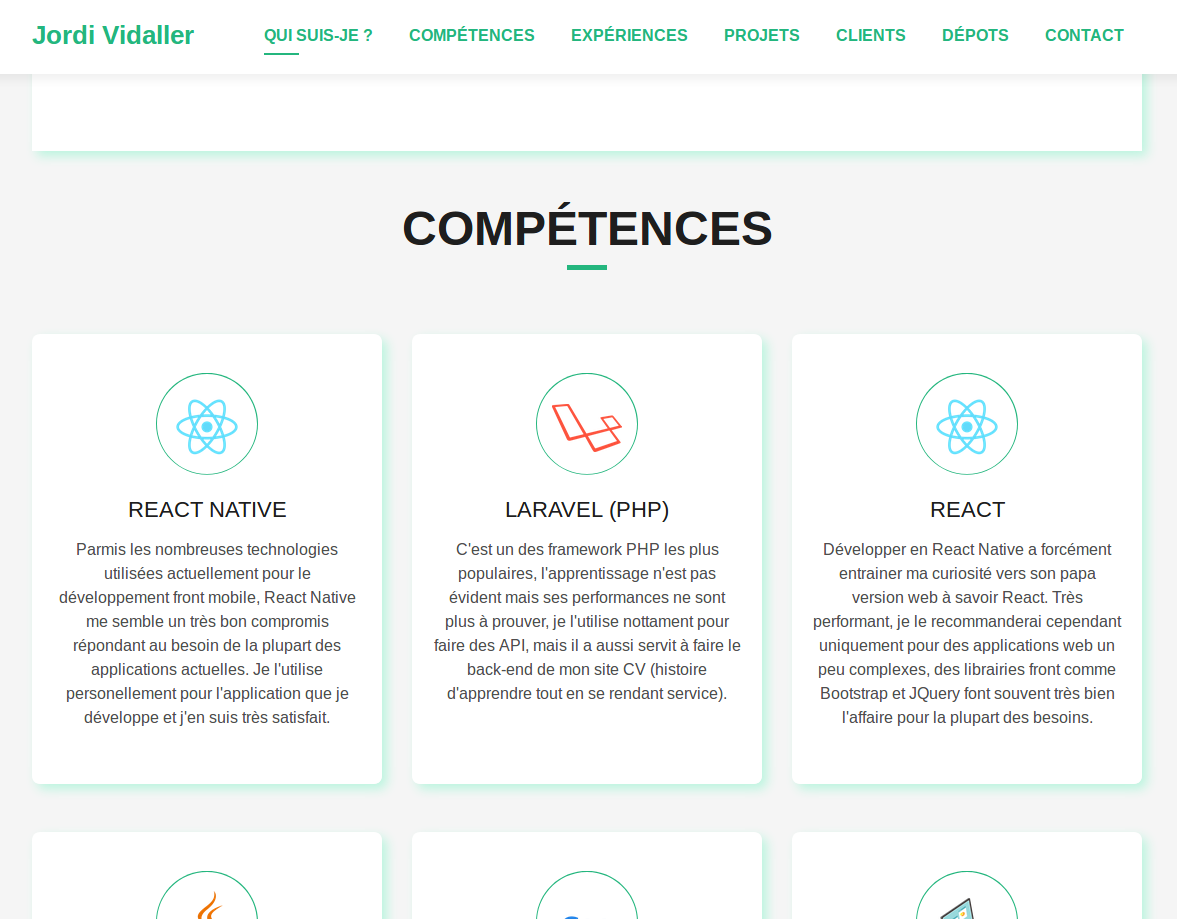 Jordi Vidaller
QUI SUIS-JE ?
COMPÉTENCES
EXPÉRIENCES
PROJETS
CLIENTS
DÉPOTS
CONTACT
COMPÉTENCES
REACT NATIVE
Parmis les nombreuses technologies
utilisées actuellement pour le
développement front mobile, React Native
me semble un très bon compromis
répondant au besoin de la plupart des
applications actuelles. Je l'utilise
personellement pour l'application que je
développe et j'en suis très satisfait.
LARAVEL (PHP)
C'est un des framework PHP les plus
populaires, l'apprentissage n'est pas
évident mais ses performances ne sont
plus à prouver, je l'utilise nottament pour
faire des API, mais il a aussi servit à faire le
back-end de mon site CV (histoire
d'apprendre tout en se rendant service).
REACT
Développer en React Native a forcément
entrainer ma curiosité vers son papa
version web à savoir React. Très
performant, je le recommanderai cependant
uniquement pour des applications web un
peu complexes, des librairies front comme
Bootstrap et JQuery font souvent très bien
l'affaire pour la plupart des besoins.